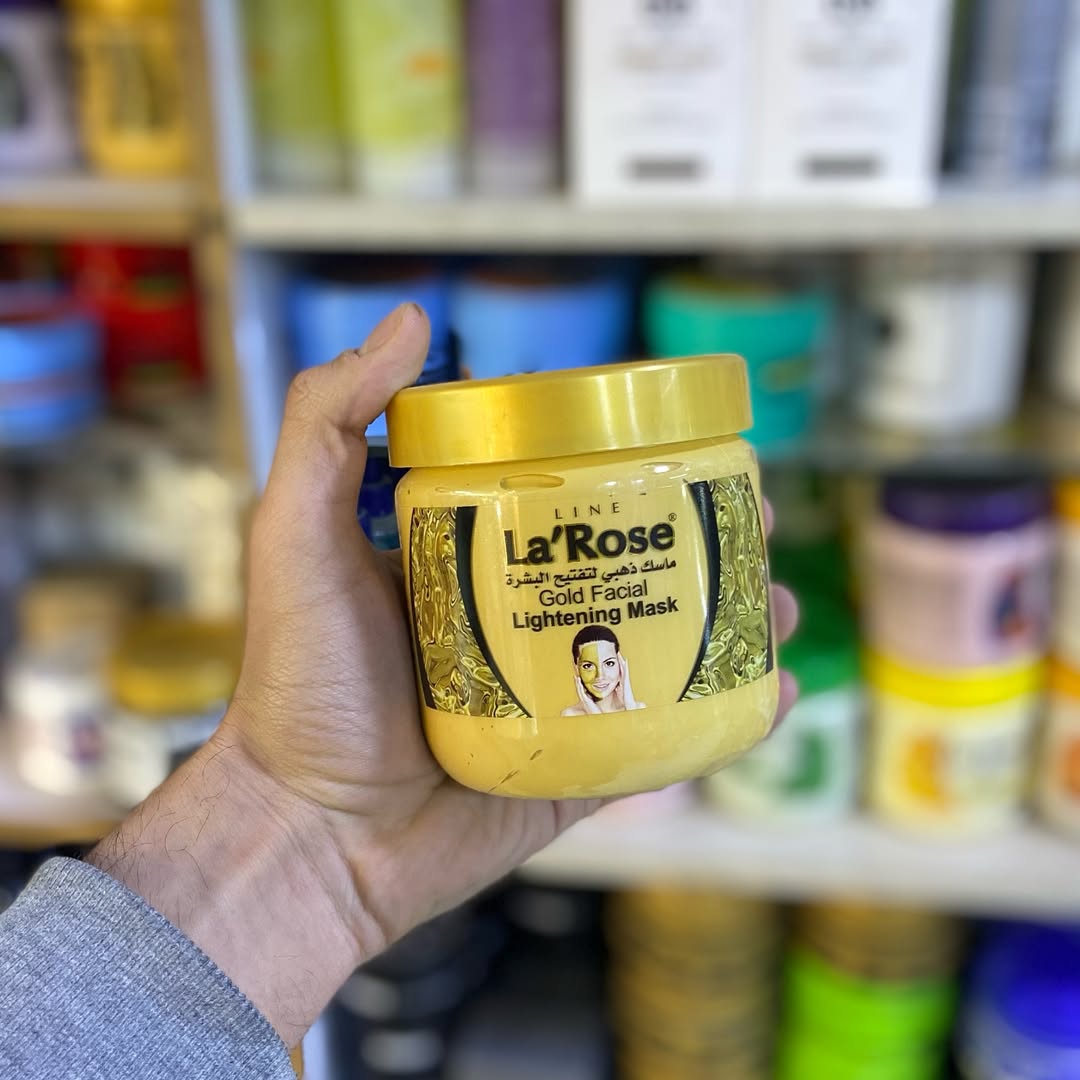 LINE
La'Rose®
ماسك ذهبي لتفتيح البشرة
Gold Facial
Lightening Mask